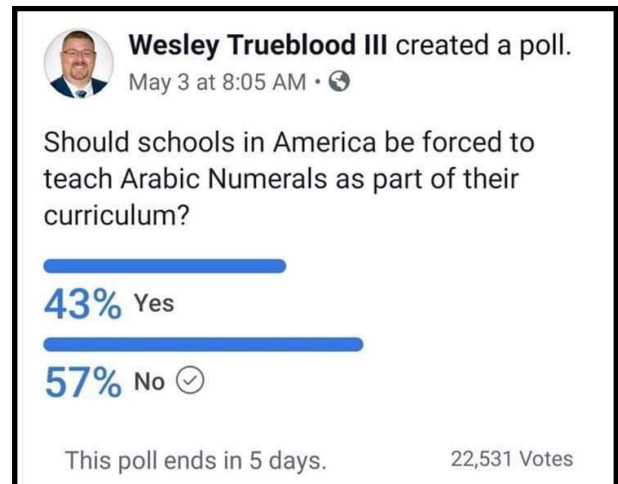 Wesley Trueblood III created a poll.
May 3 at 8:05 AM •
Should schools in America be forced to
teach Arabic Numerals as part of their
curriculum?
43% Yes
57% No
This poll ends in 5 days. 22,531 Votes